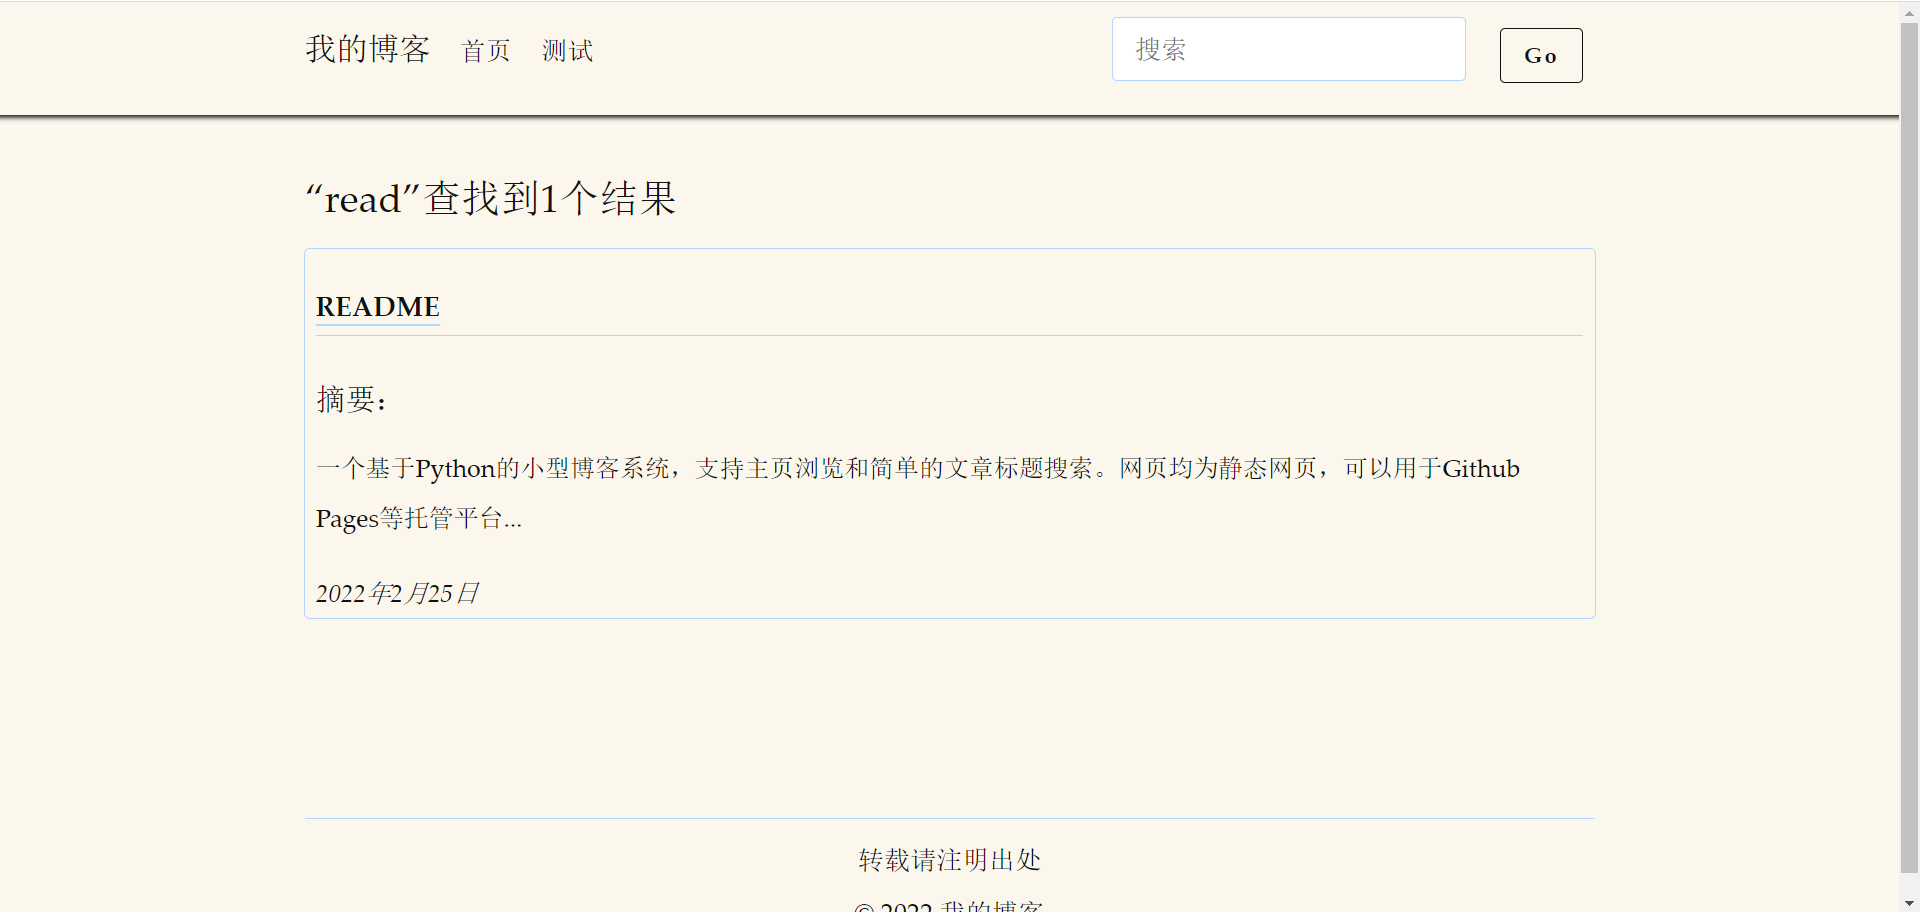 我的博客 首页 测试 搜索 Go
“read”查找到1个结果
README
摘要：
一个基于Python的小型博客系统，支持主页浏览和简单的文章标题搜索。网页均为静态网页，可以用于Github
Pages等托管平台...
2022年2月25日
转载请注明出处
© 2022 我的博客